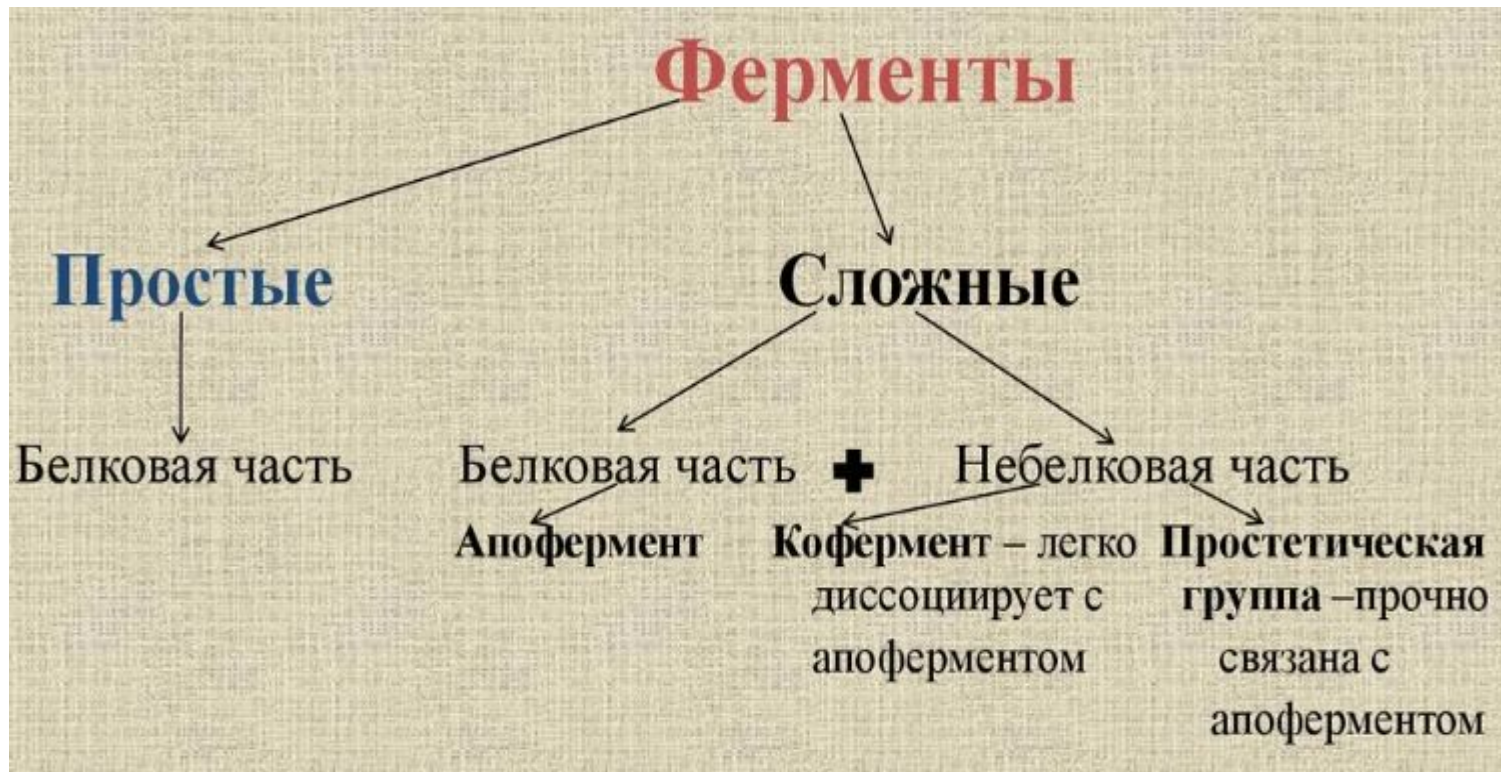 Ферменты
Простые
Сложные
Белковая часть
Белковая часть + Небелковая часть
Апофермент
Кофермент – легко
диссоциирует с
апоферментом
Простетическая
группа –прочно
связана с
апоферментом